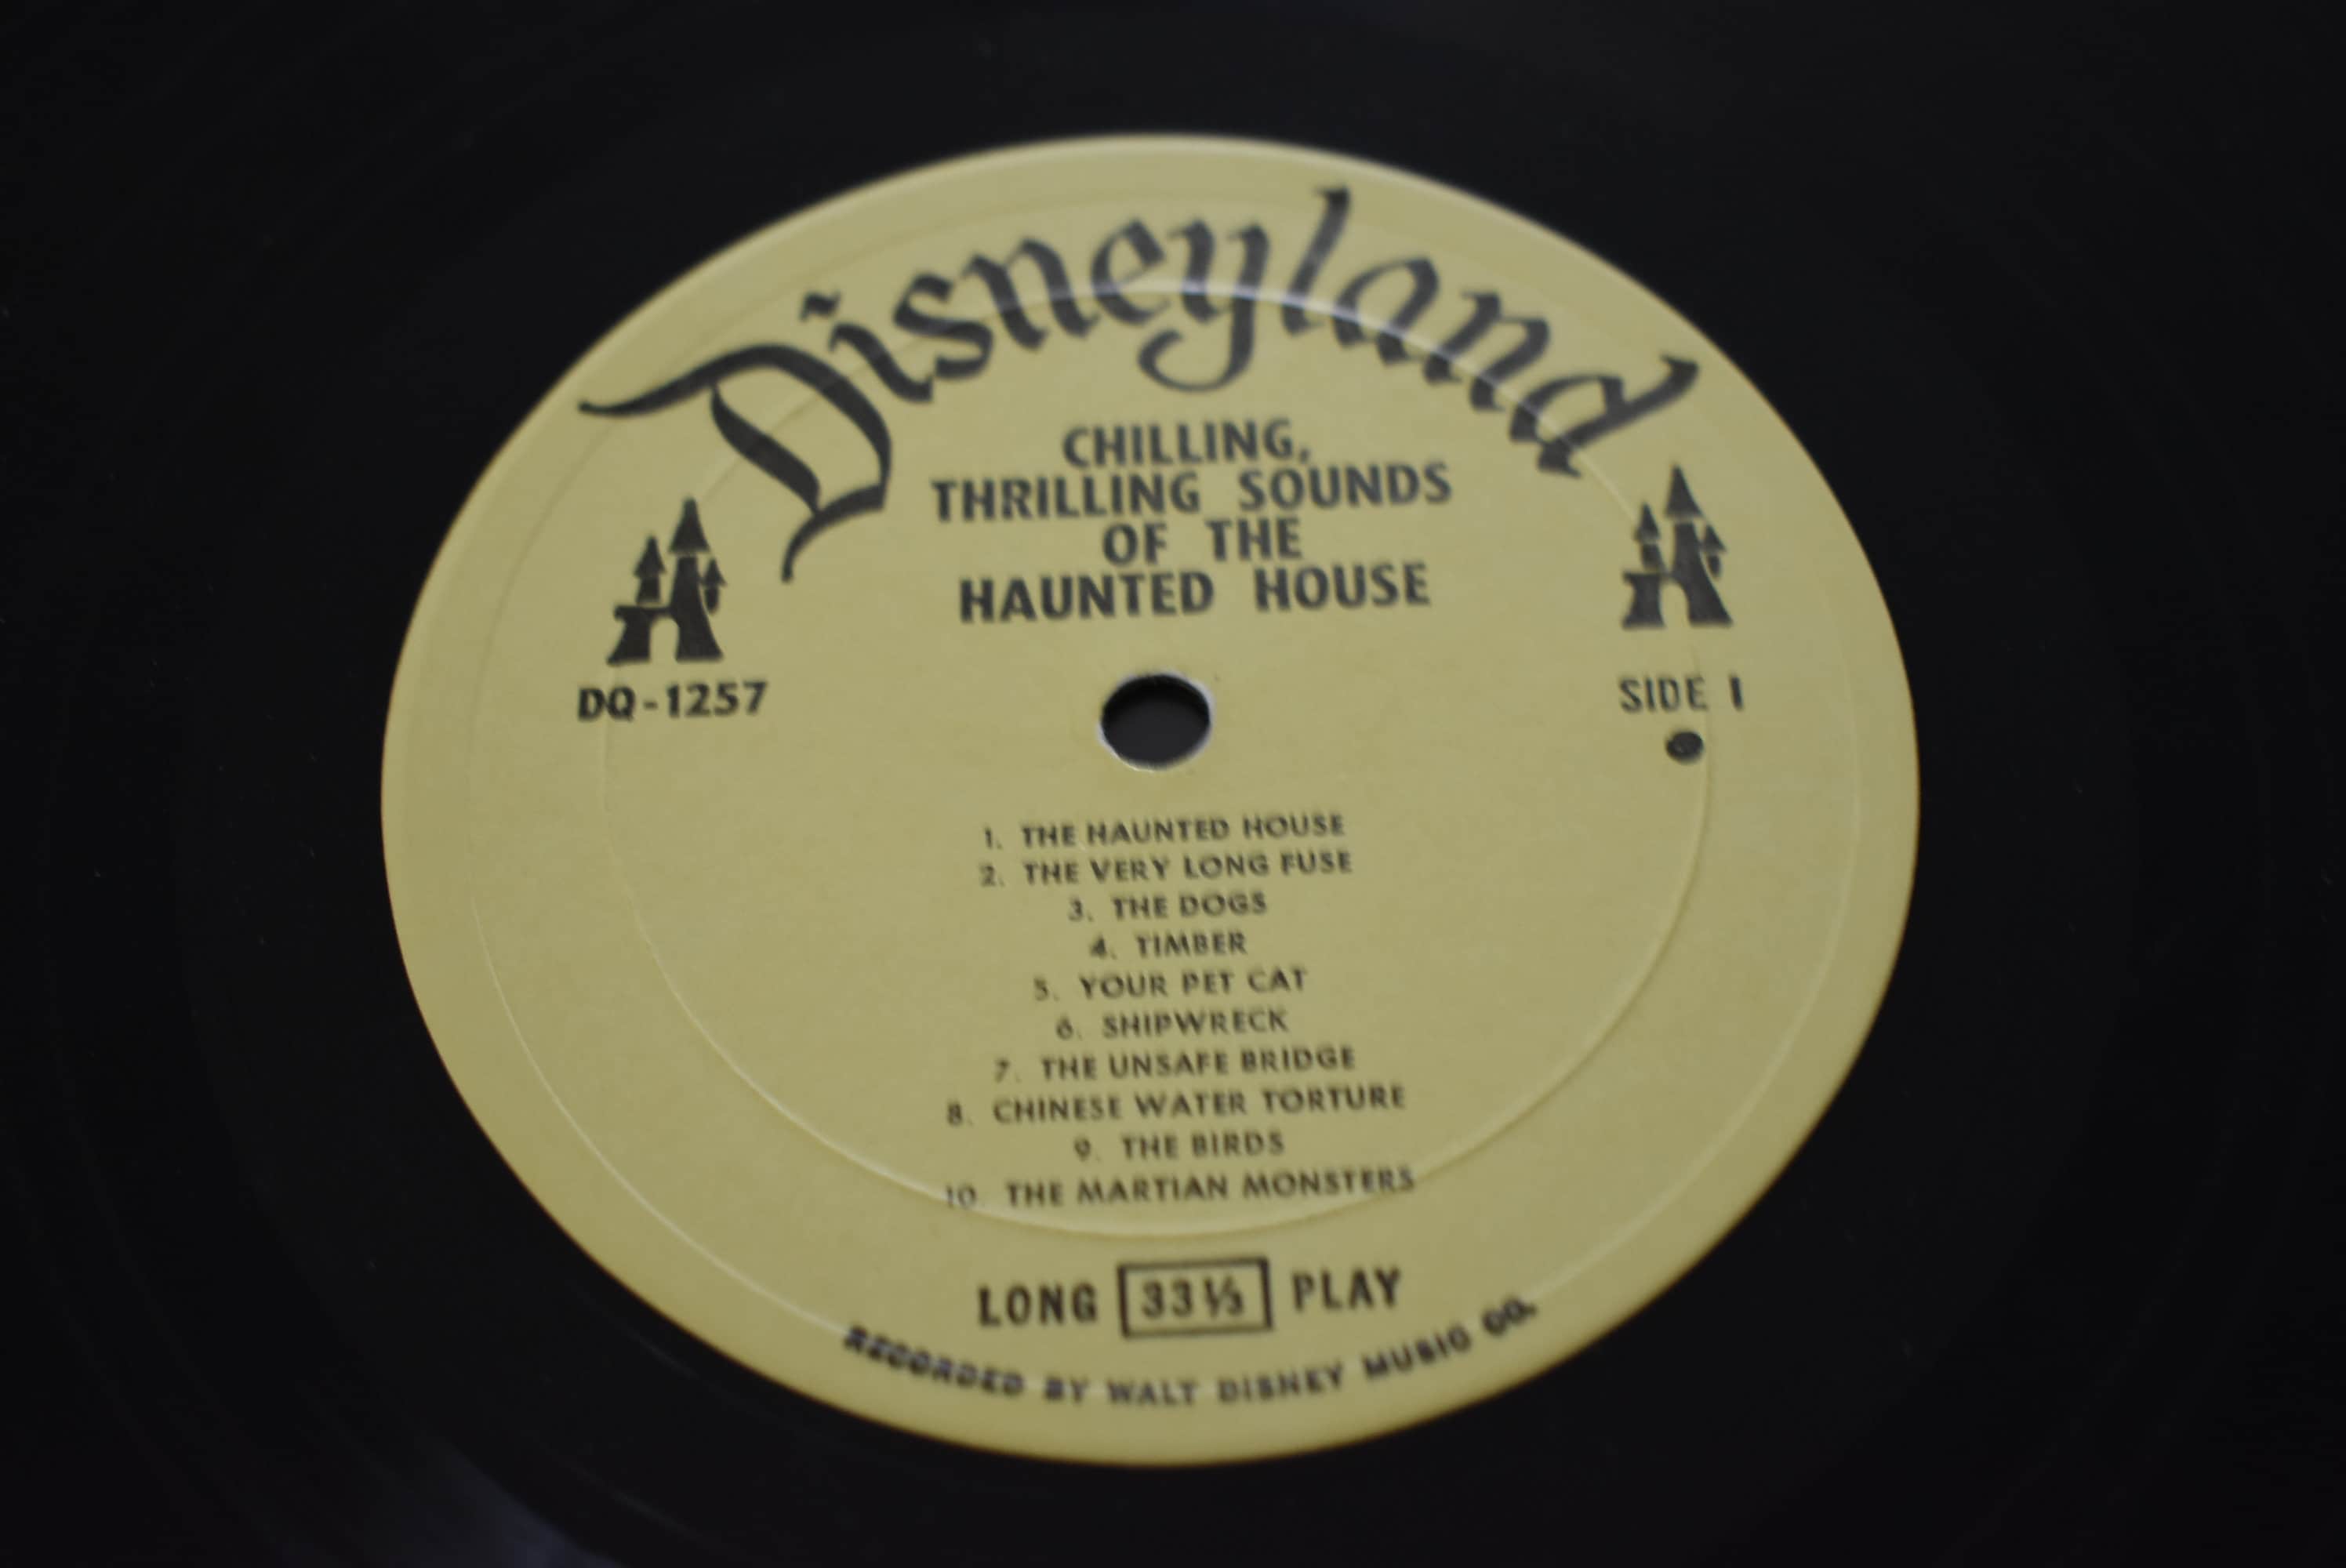 Disneyland
CHILLING,
THRILLING SOUNDS
OF THE
HAUNTED HOUSE
DQ-1257
SIDE 1
1. THE HAUNTED HOUSE
2. THE VERY LONG FUSE
3. THE DOGS
4. TIMBER
5. YOUR PET CAT
6. SHIPWRECK
7. THE UNSAFE BRIDGE
8. CHINESE WATER TORTURE
9. THE BIRDS
10. THE MARTIAN MONSTERS
LONG 33⅓ PLAY
RECORDED BY WALT DISNEY MUSIC CO.